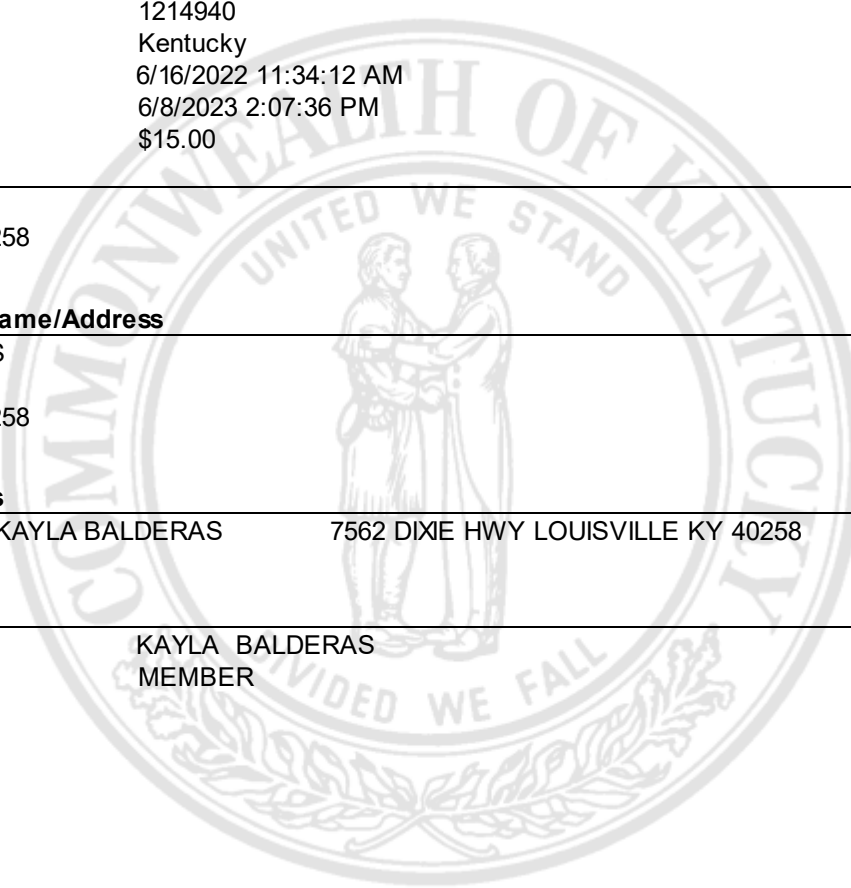 1214940
Kentucky
6/16/2022 11:34:12 AM
6/8/2023 2:07:36 PM
$15.00
258
ame/Address
S
258
s
KAYLA BALDERAS 7562 DIXIE HWY LOUISVILLE KY 40258
KAYLA BALDERAS
MEMBER
COMMONWEALTH OF KENTUCKY
UNITED WE STAND
DIVIDED WE FALL